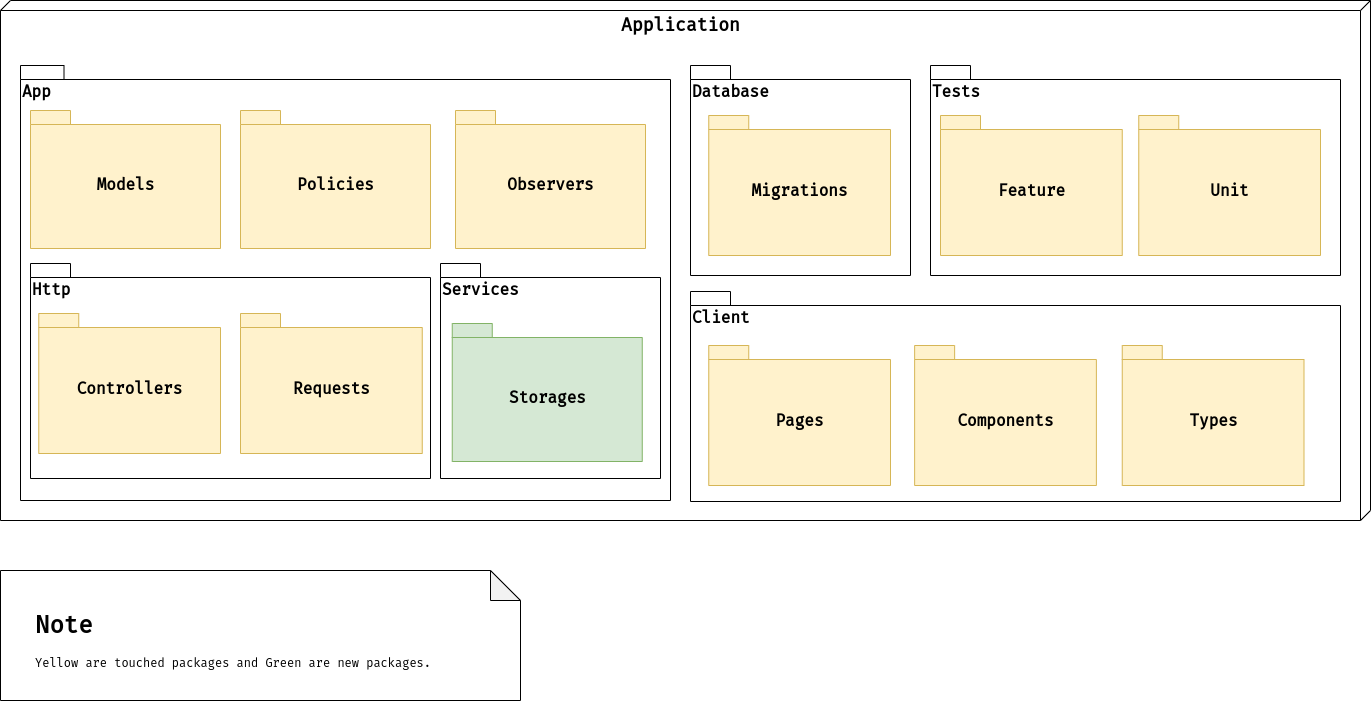 Application
App
Models
Policies
Observers
Http
Controllers
Requests
Services
Storages
Database
Migrations
Tests
Feature
Unit
Client
Pages
Components
Types
Note
Yellow are touched packages and Green are new packages.